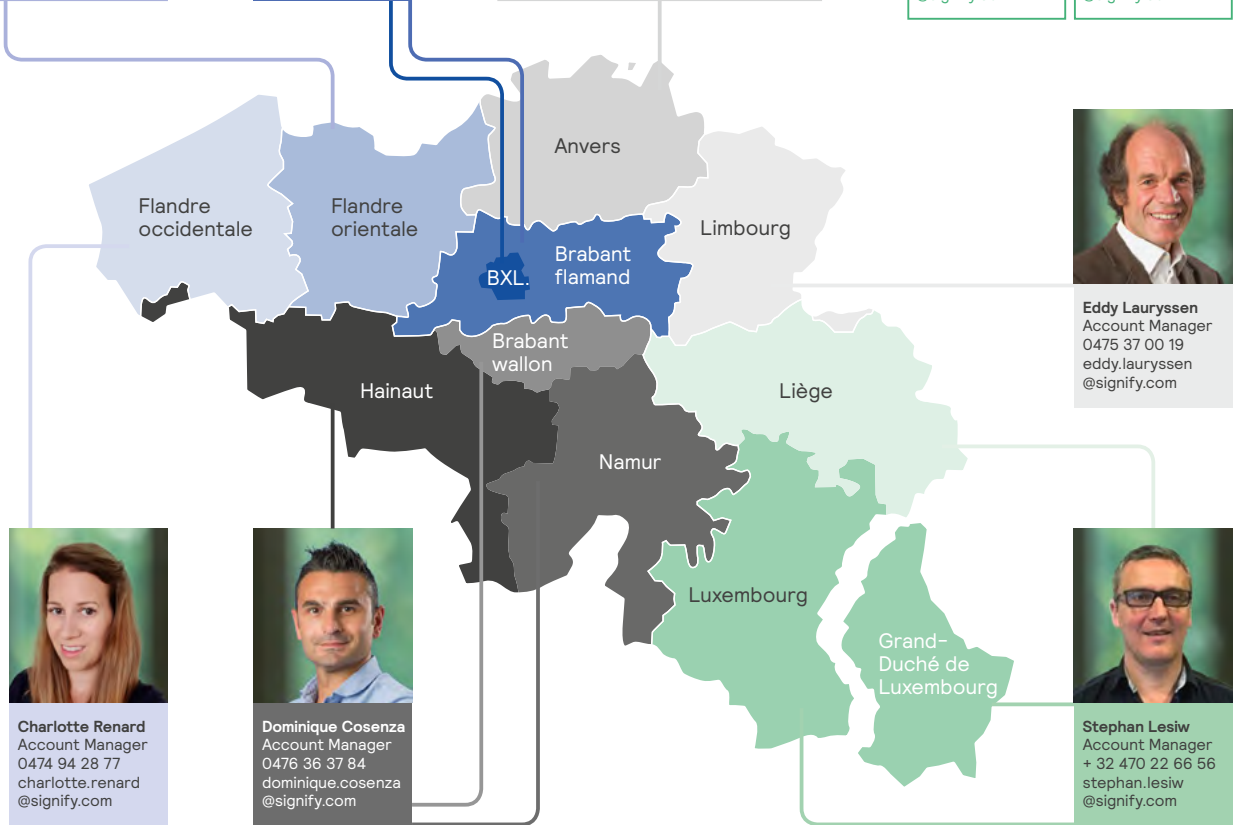 Anvers
Flandre
occidentale
Flandre
orientale
Limbourg
Brabant
flamand
BXL.
Brabant
wallon
Hainaut
Liège
Namur
Luxembourg
Grand-
Duché de
Luxembourg
Eddy Lauryssen
Account Manager
0475 37 00 19
eddy.lauryssen
@signify.com
Charlotte Renard
Account Manager
0474 94 28 77
charlotte.renard
@signify.com
Dominique Cosenza
Account Manager
0476 36 37 84
dominique.cosenza
@signify.com
Stephan Lesiw
Account Manager
+ 32 470 22 66 56
stephan.lesiw
@signify.com